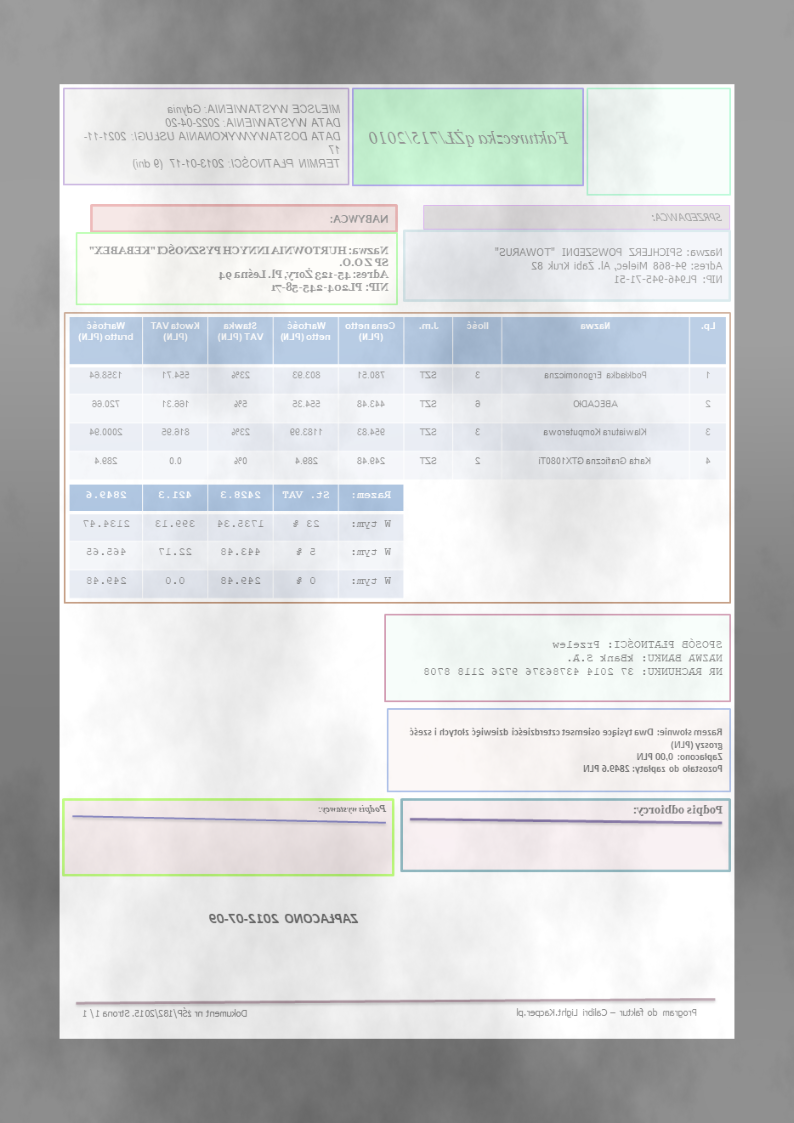 Faktureczka qŻŁ/715/2010
MIEJSCE WYSTAWIENIA: Gdynia
DATA WYSTAWIENIA: 2022-04-20
DATA DOSTAWY/WYKONANIA USŁUGI: 2021-11-
17
TERMIN PŁATNOŚCI: 2013-01-17 (9 dni)
SPRZEDAWCA:
Nazwa: SPICHLERZ POWSZEDNI "TOWARUS"
Adres: 94-868 Mielec, Al. Żabi Kruk 82
NIP: PL946-945-71-51
NABYWCA:
Nazwa: HURTOWNIA INNYCH PYSZNOŚCI "KEBABEX"
SP Z O.O.
Adres: 45-123 Żory, Pl. Leśna 94
NIP: PL204-245-58-71
Lp. Nazwa Ilość J.m. Cena netto (PLN) Wartość netto (PLN) Stawka VAT (PLN) Kwota VAT (PLN) Wartość brutto (PLN)
1 Podkładka Ergonomiczna 3 SZT 780.51 803.93 23% 554.71 1358.64
2 ABECADŁO 6 SZT 443.48 554.35 5% 166.31 720.66
3 Klawiatura Komputerowa 3 SZT 954.83 1183.99 23% 816.95 2000.94
4 Karta Graficzna GTX1080Ti 2 SZT 249.48 289.4 0% 0.0 289.4
Razem: St. VAT 2428.3 421.3 2849.6
W tym: 23 % 1735.34 399.13 2134.47
W tym: 5 % 443.48 22.17 465.65
W tym: 0 % 249.48 0.0 249.48
SPOSÓB PŁATNOŚCI: Przelew
NAZWA BANKU: kBank S.A.
NR RACHUNKU: 37 2014 43786376 9726 2118 8708
Razem słownie: Dwa tysiące osiemset czterdzieści dziewięć złotych i sześć
groszy (PLN)
Zapłacono: 0,00 PLN
Pozostało do zapłaty: 2849.6 PLN
Podpis odbiorcy:
Podpis wystawcy:
ZAPŁACONO 2012-07-09
Program do faktur – Calibri Light.Kacper.pl
Dokument nr żŚP/182/2015. Strona 1 / 1